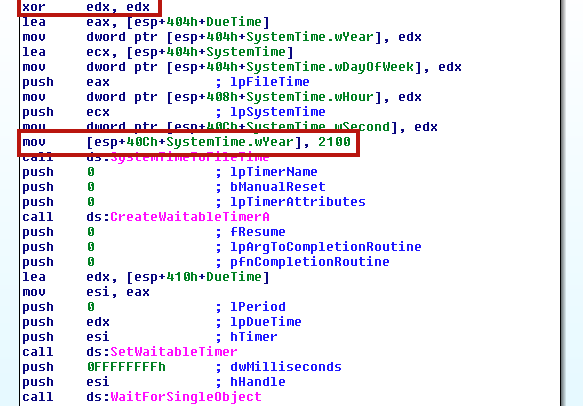 xor edx, edx
lea eax, [esp+404h+DueTime]
mov dword ptr [esp+404h+SystemTime.wYear], edx
lea ecx, [esp+404h+SystemTime]
mov dword ptr [esp+404h+SystemTime.wDayOfWeek], edx
push eax ; lpFileTime
mov dword ptr [esp+408h+SystemTime.wHour], edx
push ecx ; lpSystemTime
mov dword ptr [esp+40Ch+SystemTime.wSecond], edx
mov [esp+40Ch+SystemTime.wYear], 2100
call ds:SystemTimeToFileTime
push 0 ; lpTimerName
push 0 ; bManualReset
push 0 ; lpTimerAttributes
call ds:CreateWaitableTimerA
push 0 ; fResume
push 0 ; lpArgToCompletionRoutine
push 0 ; pfnCompletionRoutine
lea edx, [esp+410h+DueTime]
mov esi, eax
push 0 ; lPeriod
push edx ; lpDueTime
push esi ; hTimer
call ds:SetWaitableTimer
push 0FFFFFFFFh ; dwMilliseconds
push esi ; hHandle
call ds:WaitForSingleObject